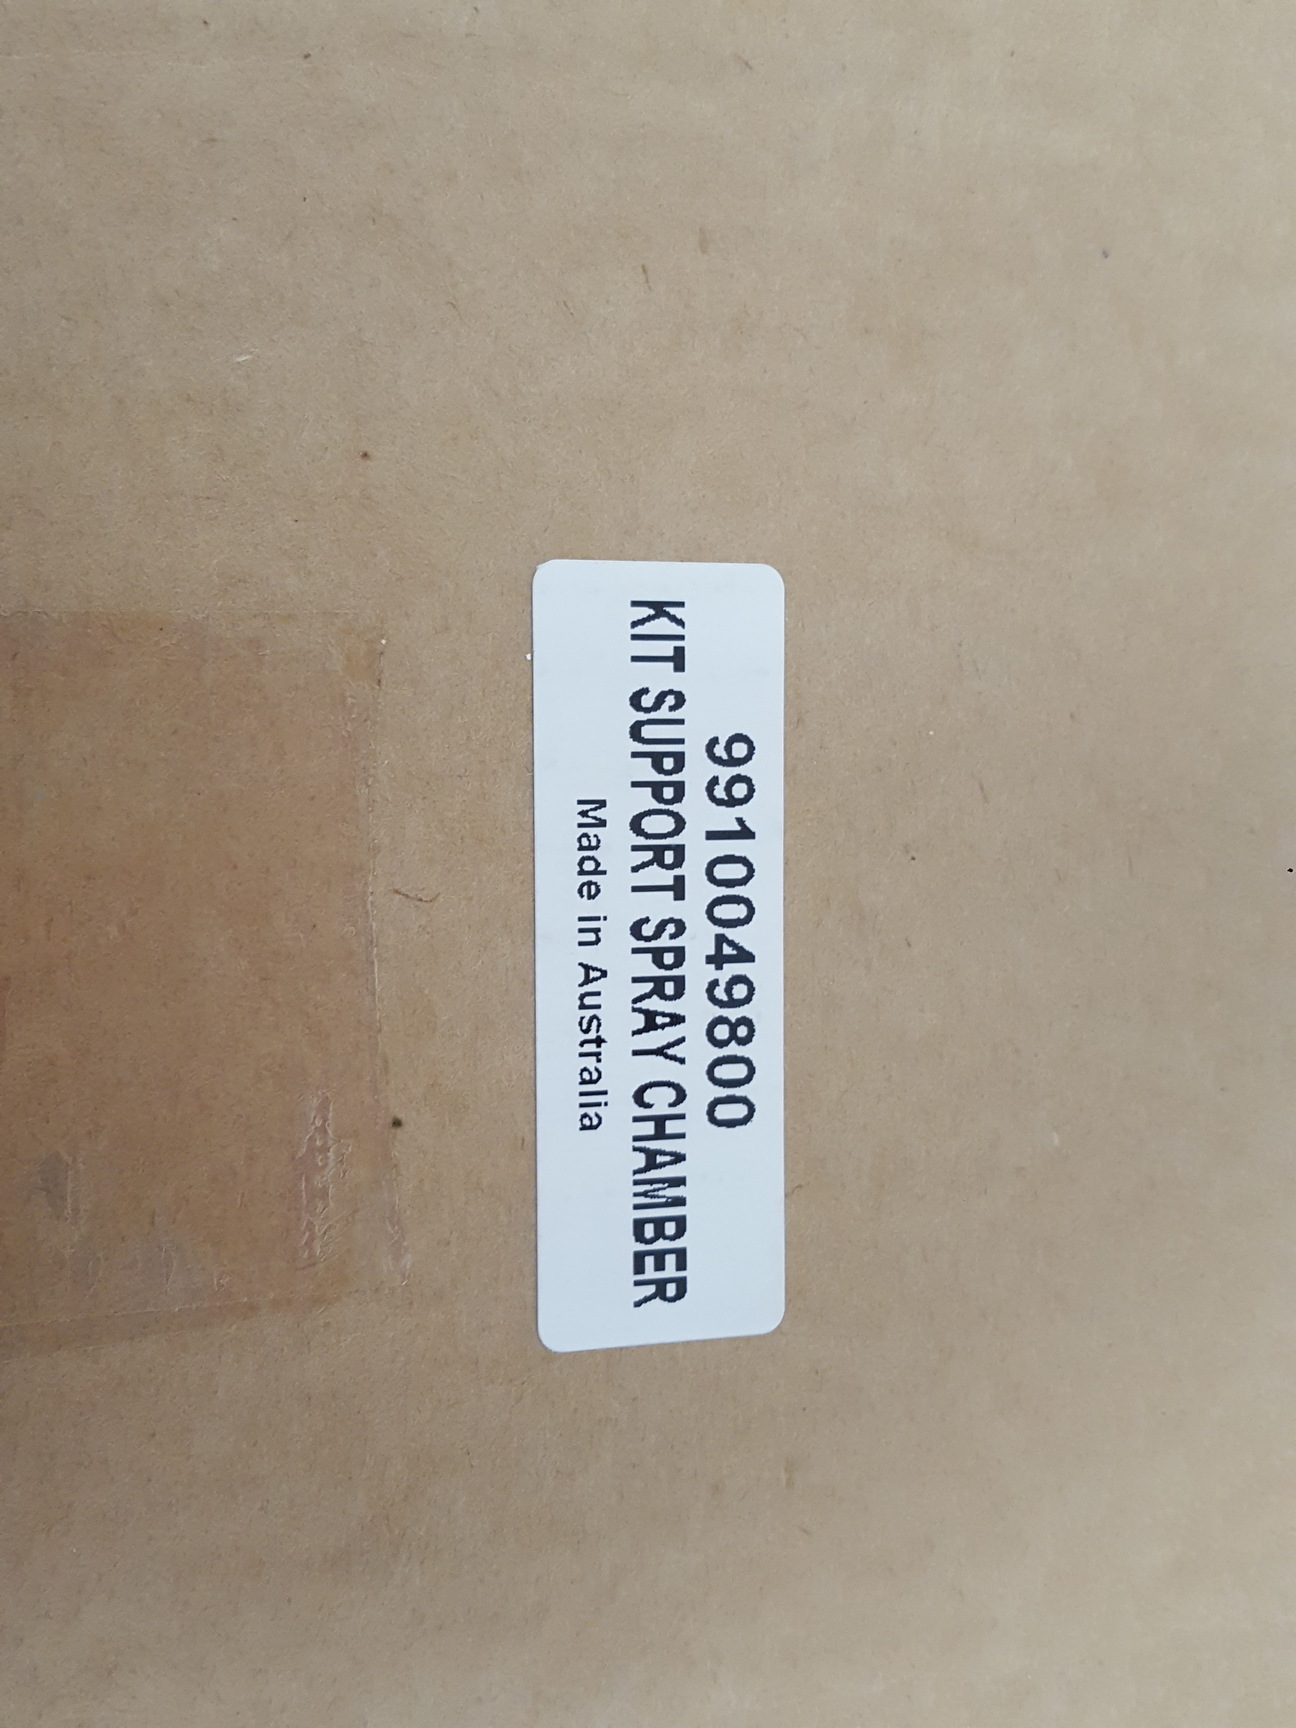 9910049800
KIT SUPPORT SPRAY CHAMBER
Made in Australia